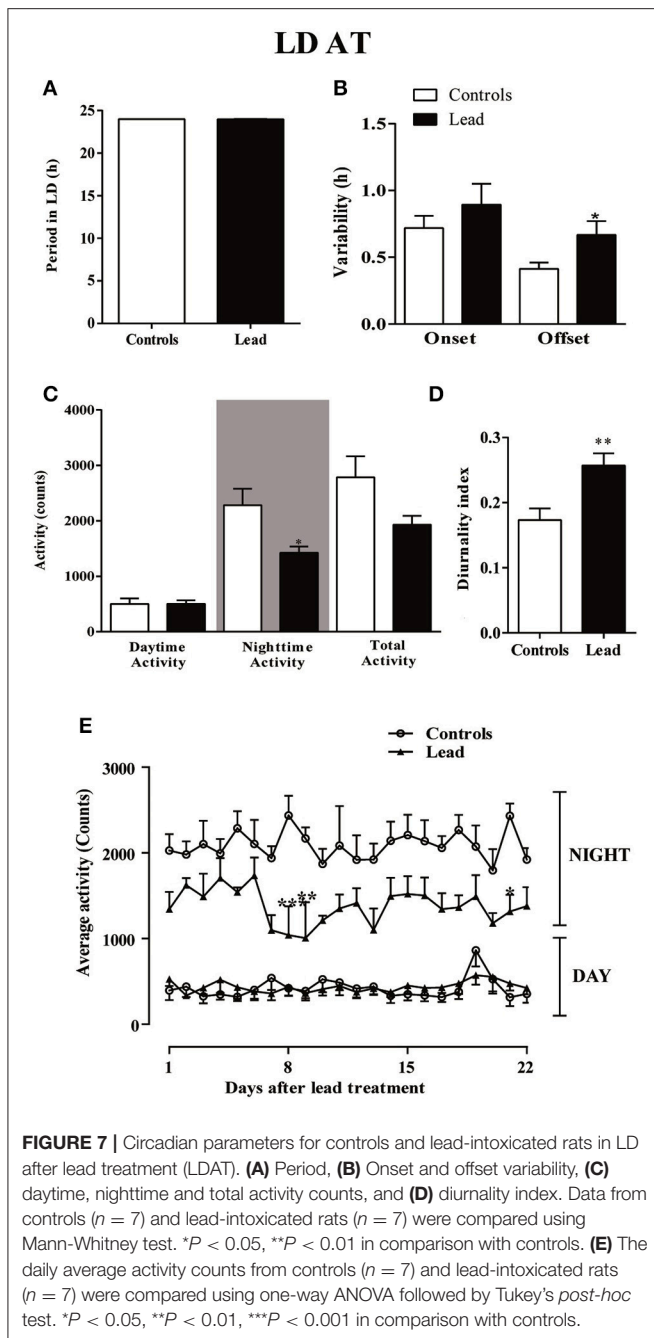 LD AT
A
B
Controls
Lead
Period in LD (h)
25
20
15
10
5
0
Controls
Lead
Variability (h)
1.5
1.0
0.5
0.0
*
Onset
Offset
C
D
Activity (counts)
4000
3000
2000
1000
0
*
Daytime Activity
Nighttime Activity
Total Activity
Diurnality index
0.3
0.2
0.1
0.0
**
Controls
Lead
E
Controls
Lead
Average activity (Counts)
3000
2000
1000
0
**
**
*
NIGHT
DAY
1
8
15
22
Days after lead treatment
FIGURE 7 | Circadian parameters for controls and lead-intoxicated rats in LD
after lead treatment (LDAT). (A) Period, (B) Onset and offset variability, (C)
daytime, nighttime and total activity counts, and (D) diurnality index. Data from
controls (n = 7) and lead-intoxicated rats (n = 7) were compared using
Mann-Whitney test. *P < 0.05, **P < 0.01 in comparison with controls. (E) The
daily average activity counts from controls (n = 7) and lead-intoxicated rats
(n = 7) were compared using one-way ANOVA followed by Tukey's post-hoc
test. *P < 0.05, **P < 0.01, ***P < 0.001 in comparison with controls.